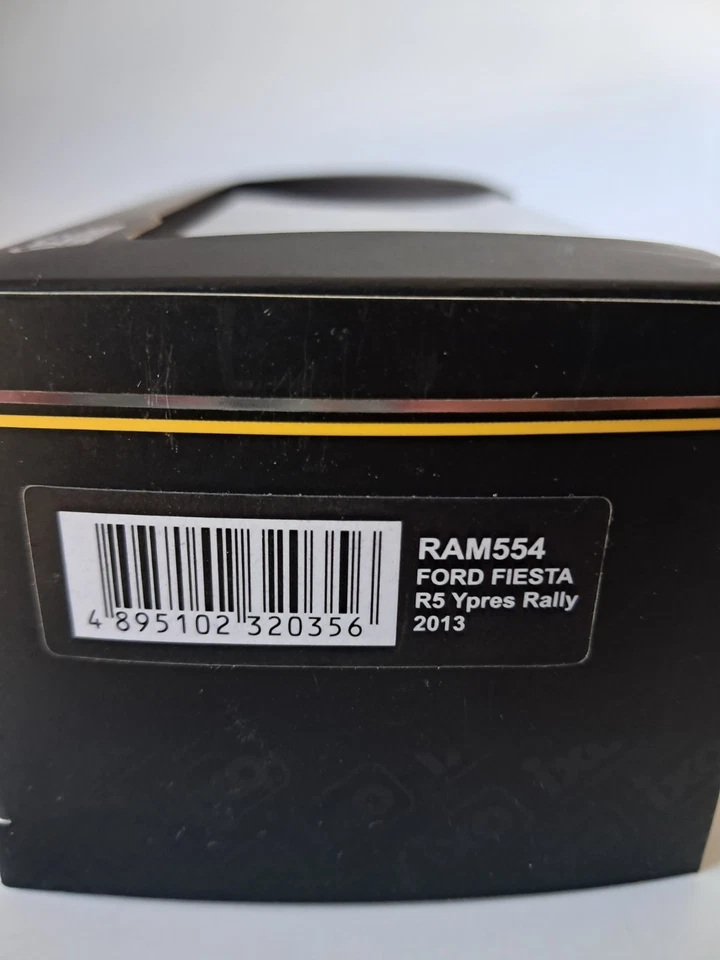 RAM554
FORD FIESTA
R5 Ypres Rally
2013
4 895102 320356